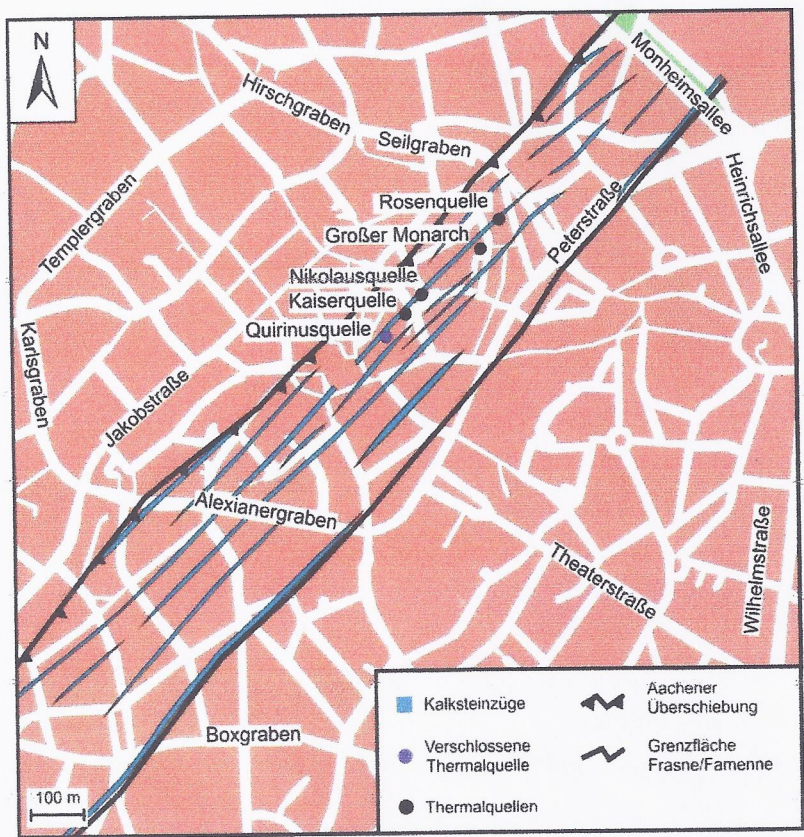 N
Monheimsallee
Hirschgraben
Seilgraben
Heinrichsallee
Templergraben
Rosenquelle
Peterstraße
Großer Monarch
Nikolausquelle
Kaiserquelle
Quirinusquelle
Karlsgraben
Jakobstraße
Alexianergraben
Theaterstraße
Wilhelmstraße
Boxgraben
100 m
Kalksteinzüge
Verschlossene
Thermalquelle
Thermalquellen
Aachener
Überschiebung
Grenzfläche
Frasne/Famenne